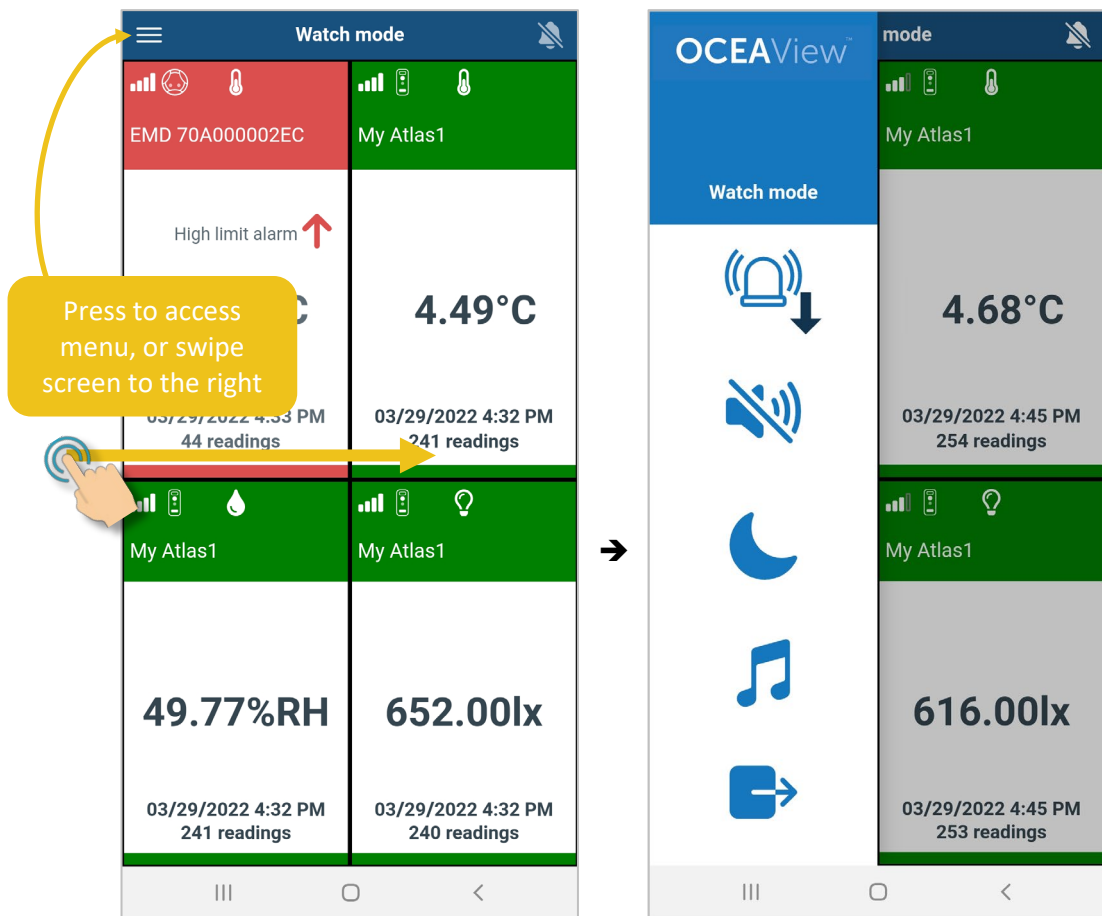 Watch mode
EMD 70A000002EC
My Atlas1
High limit alarm
C
4.49°C
Press to access
menu, or swipe
screen to the right
03/29/2022 4:33 PM
44 readings
03/29/2022 4:32 PM
241 readings
My Atlas1
My Atlas1
49.77%RH
652.00lx
03/29/2022 4:32 PM
241 readings
03/29/2022 4:32 PM
240 readings
OCEAView™
mode
My Atlas1
Watch mode
4.68°C
03/29/2022 4:45 PM
254 readings
My Atlas1
616.00lx
03/29/2022 4:45 PM
253 readings